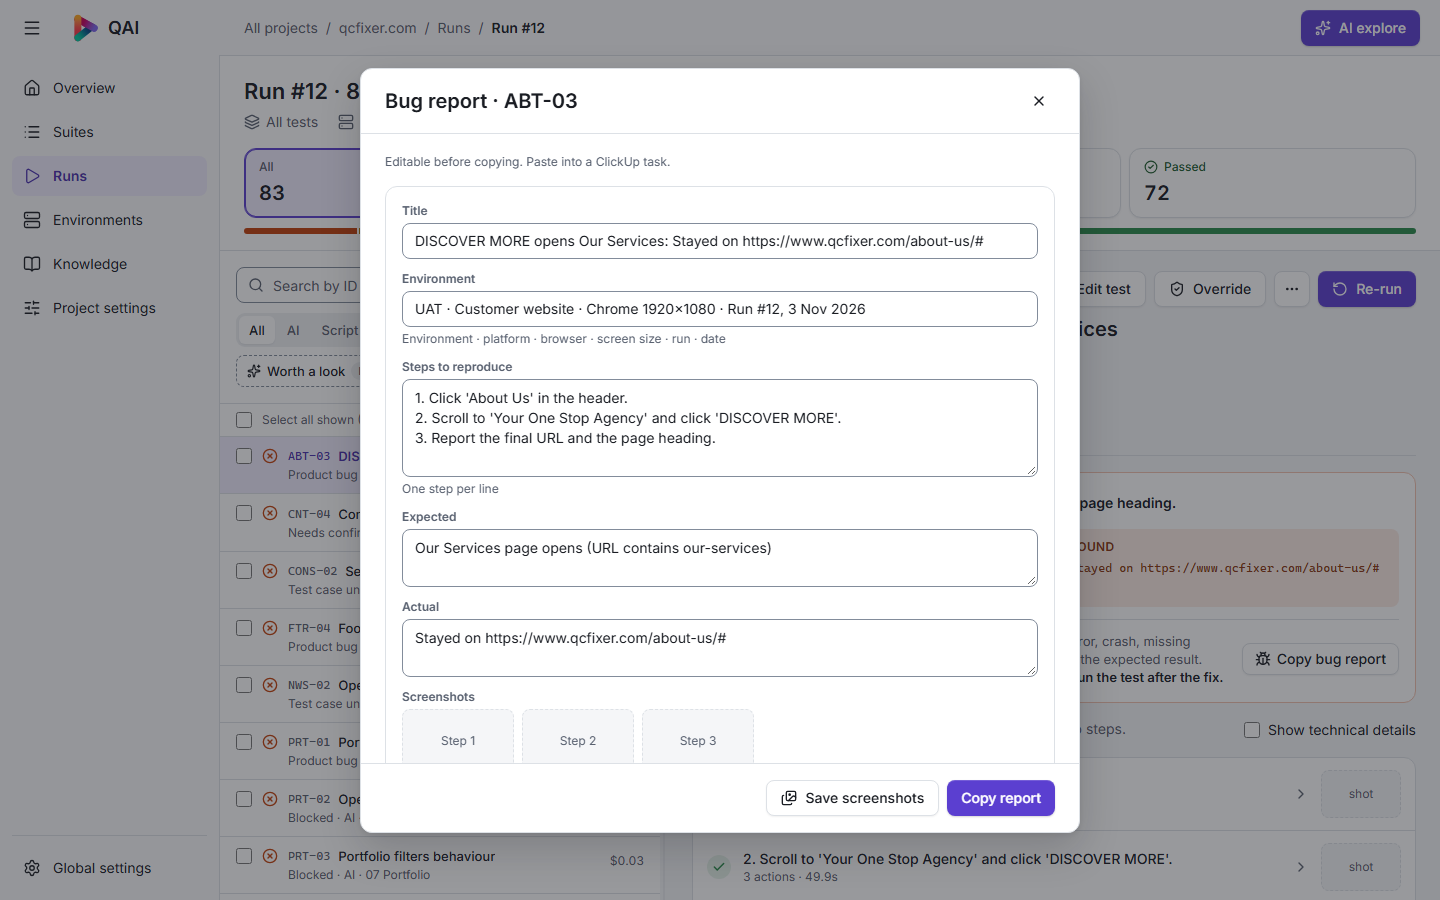 QAI
All projects / qcfixer.com / Runs / Run #12
AI explore
Overview
Suites
Runs
Environments
Knowledge
Project settings
Global settings
Run #12 · 8
All tests
All
83
Passed
72
Search by ID
All AI Script
Worth a look
Select all shown
ABT-03 DIS
Product bug
CNT-04 Cor
Needs confir
CONS-02 Se
Test case un
FTR-04 Foo
Product bug
NWS-02 Ope
Test case un
PRT-01 Por
Product bug
PRT-02 Ope
Blocked · AI ·
PRT-03 Portfolio filters behaviour
$0.03
Blocked · AI · 07 Portfolio
Bug report · ABT-03
Editable before copying. Paste into a ClickUp task.
Title
DISCOVER MORE opens Our Services: Stayed on https://www.qcfixer.com/about-us/#
Environment
UAT · Customer website · Chrome 1920×1080 · Run #12, 3 Nov 2026
Environment · platform · browser · screen size · run · date
Steps to reproduce
1. Click 'About Us' in the header.
2. Scroll to 'Your One Stop Agency' and click 'DISCOVER MORE'.
3. Report the final URL and the page heading.
One step per line
Expected
Our Services page opens (URL contains our-services)
Actual
Stayed on https://www.qcfixer.com/about-us/#
Screenshots
Step 1
Step 2
Step 3
Save screenshots
Copy report
Edit test
Override
Re-run
ices
page heading.
OUND
tayed on https://www.qcfixer.com/about-us/#
ror, crash, missing
the expected result.
un the test after the fix.
Copy bug report
steps.
Show technical details
shot
2. Scroll to 'Your One Stop Agency' and click 'DISCOVER MORE'.
3 actions · 49.9s
shot